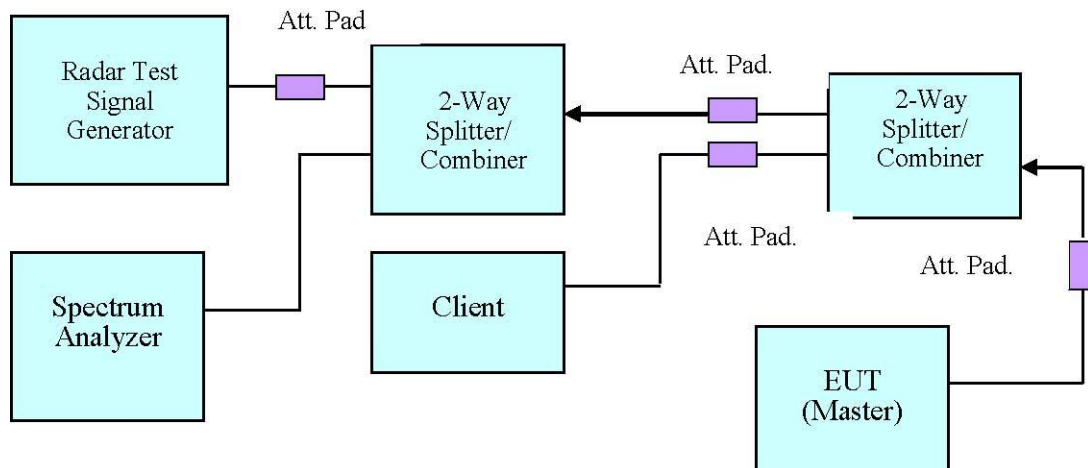 Att. Pad
Radar Test
Signal
Generator
2-Way
Splitter/
Combiner
Att. Pad.
2-Way
Splitter/
Combiner
Att. Pad.
Att. Pad.
Spectrum
Analyzer
Client
EUT
(Master)